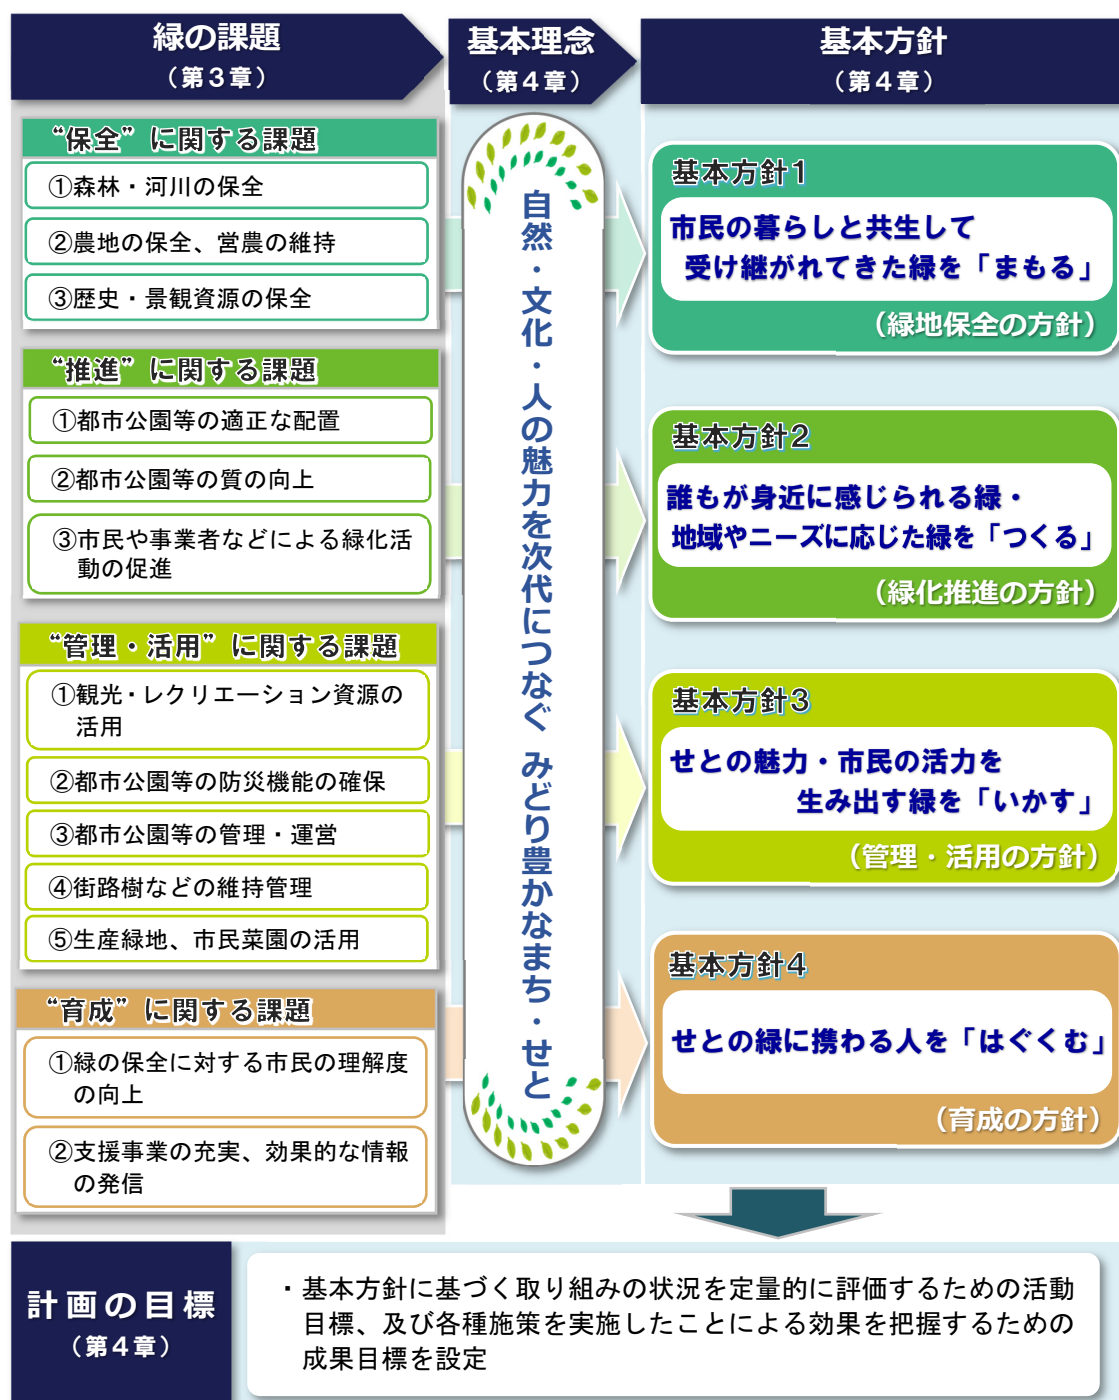 緑の課題
（第３章）
基本理念
（第４章）
基本方針
（第４章）
“保全”に関する課題
①森林・河川の保全
②農地の保全、営農の維持
③歴史・景観資源の保全
“推進”に関する課題
①都市公園等の適正な配置
②都市公園等の質の向上
③市民や事業者などによる緑化活
動の促進
“管理・活用”に関する課題
①観光・レクリエーション資源の
活用
②都市公園等の防災機能の確保
③都市公園等の管理・運営
④街路樹などの維持管理
⑤生産緑地、市民菜園の活用
“育成”に関する課題
①緑の保全に対する市民の理解度
の向上
②支援事業の充実、効果的な情報
の発信
自然・文化・人の魅力を次代につなぐ みどり豊かなまち・せと
基本方針１
市民の暮らしと共生して
受け継がれてきた緑を「まもる」
（緑地保全の方針）
基本方針２
誰もが身近に感じられる緑・
地域やニーズに応じた緑を「つくる」
（緑化推進の方針）
基本方針３
せとの魅力・市民の活力を
生み出す緑を「いかす」
（管理・活用の方針）
基本方針４
せとの緑に携わる人を「はぐくむ」
（育成の方針）
計画の目標
（第４章）
・基本方針に基づく取り組みの状況を定量的に評価するための活動
目標、及び各種施策を実施したことによる効果を把握するための
成果目標を設定